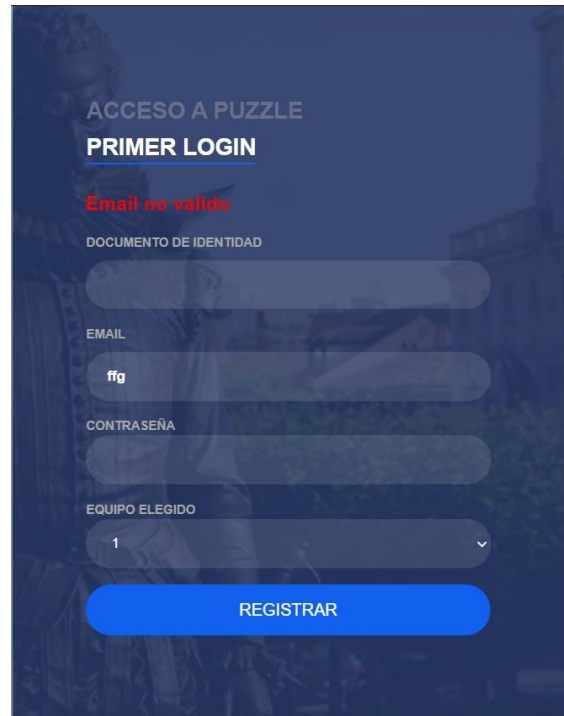 ACCESO A PUZZLE
PRIMER LOGIN
Email no valido
DOCUMENTO DE IDENTIDAD
EMAIL
ffg
CONTRASEÑA
EQUIPO ELEGIDO
1
REGISTRAR